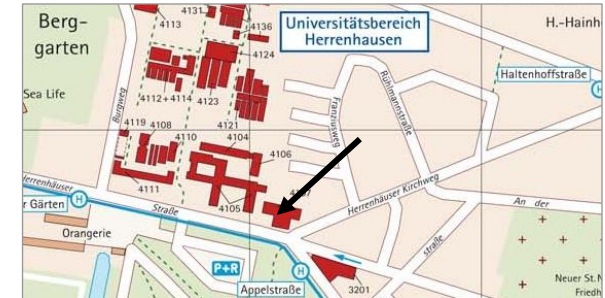 Berg-
garten
4131
4136
4113
4124
Universitätsbereich
Herrenhausen
H.-Hainh
Haltenhoffstraße
H
Sea Life
Burgweg
4112+4114
4123
4121
Franziusweg
Rühlmannstraße
4119
4108
4110
4104
4106
4111
4105
Herrenhäuser
Straße
Herrenhäuser Kirchweg
An der
r Gärten
H
Orangerie
P+R
Appelstraße
H
3201
straße
Neuer St.N
Friedh